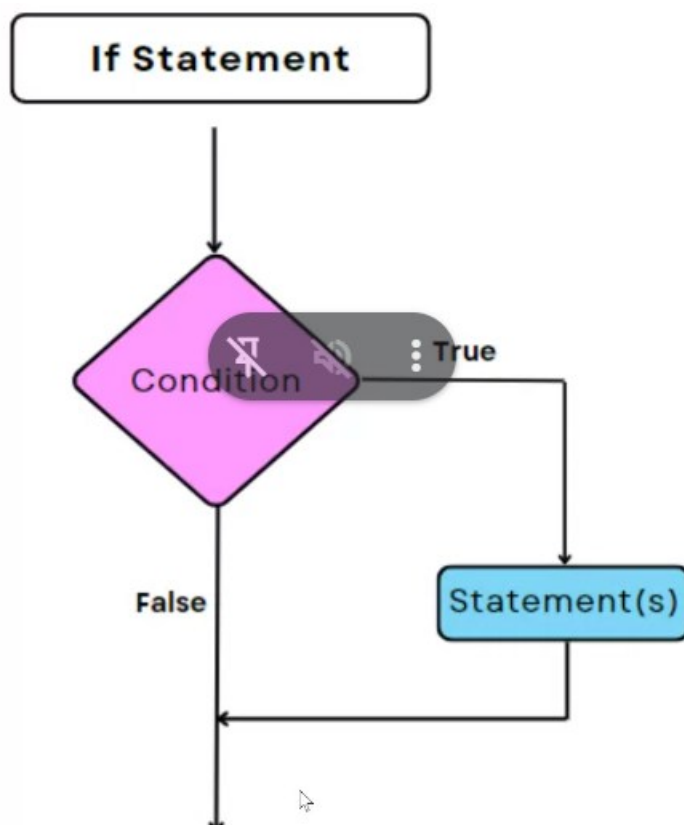 If Statement
Condition
True
False
Statement(s)